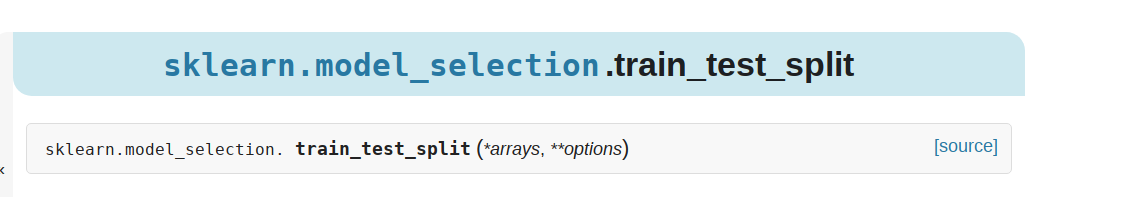 sklearn.model_selection.train_test_split
sklearn.model_selection. train_test_split (*arrays, **options) [source]